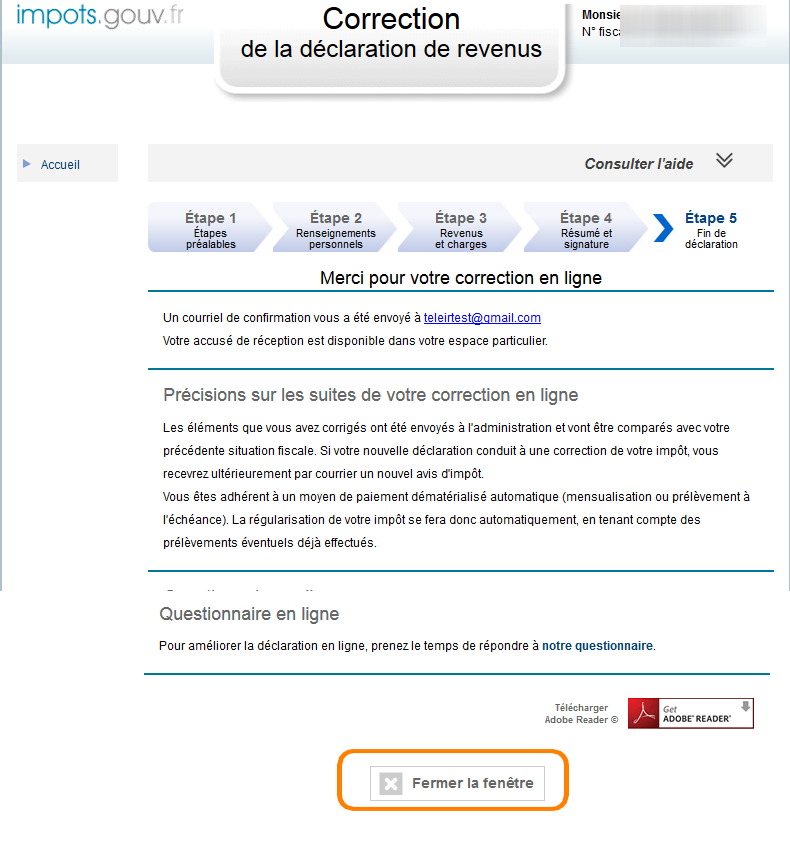 impots.gouv.fr
Correction
de la déclaration de revenus
Monsie
N° fisca
Accueil
Consulter l'aide
Étape 1
Étapes
préalables
Étape 2
Renseignements
personnels
Étape 3
Revenus
et charges
Étape 4
Résumé et
signature
Étape 5
Fin de
déclaration
Merci pour votre correction en ligne
Un courriel de confirmation vous a été envoyé à teleirtest@gmail.com
Votre accusé de réception est disponible dans votre espace particulier.
Précisions sur les suites de votre correction en ligne
Les éléments que vous avez corrigés ont été envoyés à l'administration et vont être comparés avec votre
précédente situation fiscale. Si votre nouvelle déclaration conduit à une correction de votre impôt, vous
recevrez ultérieurement par courrier un nouvel avis d'impôt.
Vous êtes adhérent à un moyen de paiement dématérialisé automatique (mensualisation ou prélèvement à
l'échéance). La régularisation de votre impôt se fera donc automatiquement, en tenant compte des
prélèvements éventuels déjà effectués.
Questionnaire en ligne
Pour améliorer la déclaration en ligne, prenez le temps de répondre à notre questionnaire.
Télécharger
Adobe Reader ©
Get
ADOBE® READER®
Fermer la fenêtre